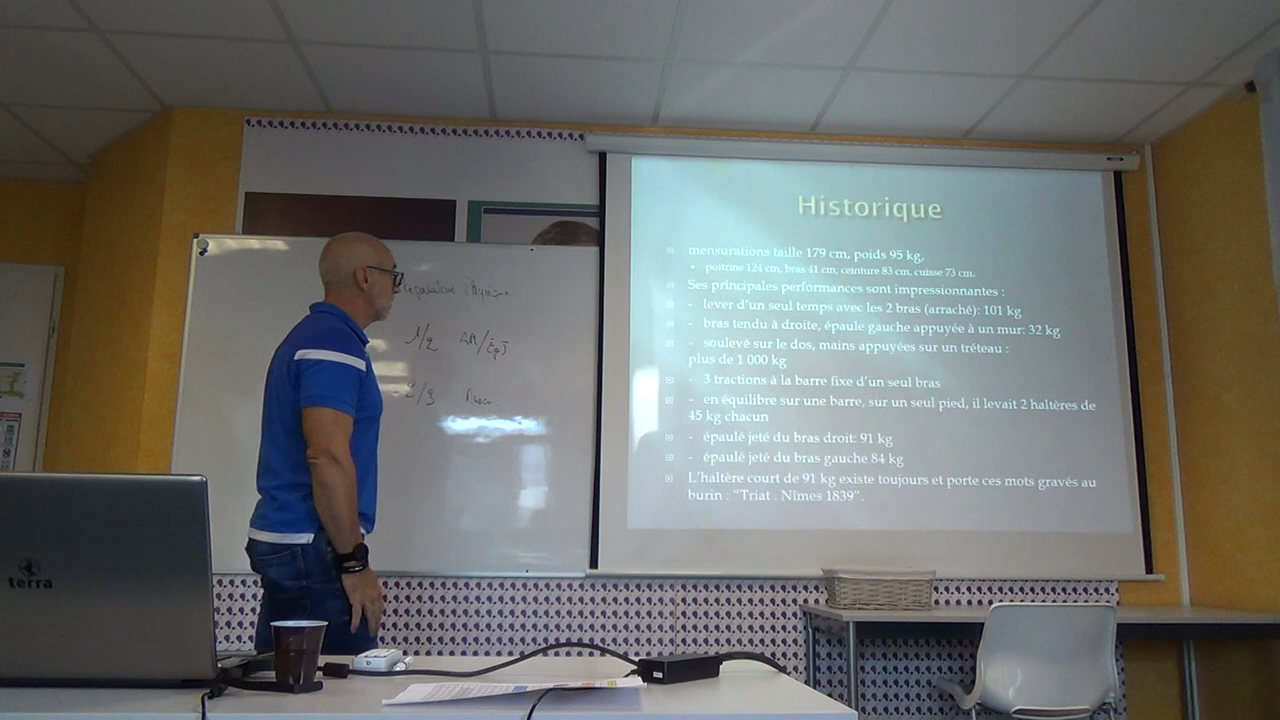 Historique
mensurations taille 179 cm, poids 95 kg,
poitrine 124 cm, bras 41 cm, ceinture 83 cm, cuisse 73 cm.
Ses principales performances sont impressionnantes :
- lever d'un seul temps avec les 2 bras (arraché): 101 kg
- bras tendu à droite, épaule gauche appuyée à un mur: 32 kg
- soulevé sur le dos, mains appuyées sur un tréteau :
plus de 1 000 kg
- 3 tractions à la barre fixe d'un seul bras
- en équilibre sur une barre, sur un seul pied, il levait 2 haltères de
45 kg chacun
- épaulé jeté du bras droit: 91 kg
- épaulé jeté du bras gauche 84 kg
L'haltère court de 91 kg existe toujours et porte ces mots gravés au
burin : "Triat . Nîmes 1839".
terra